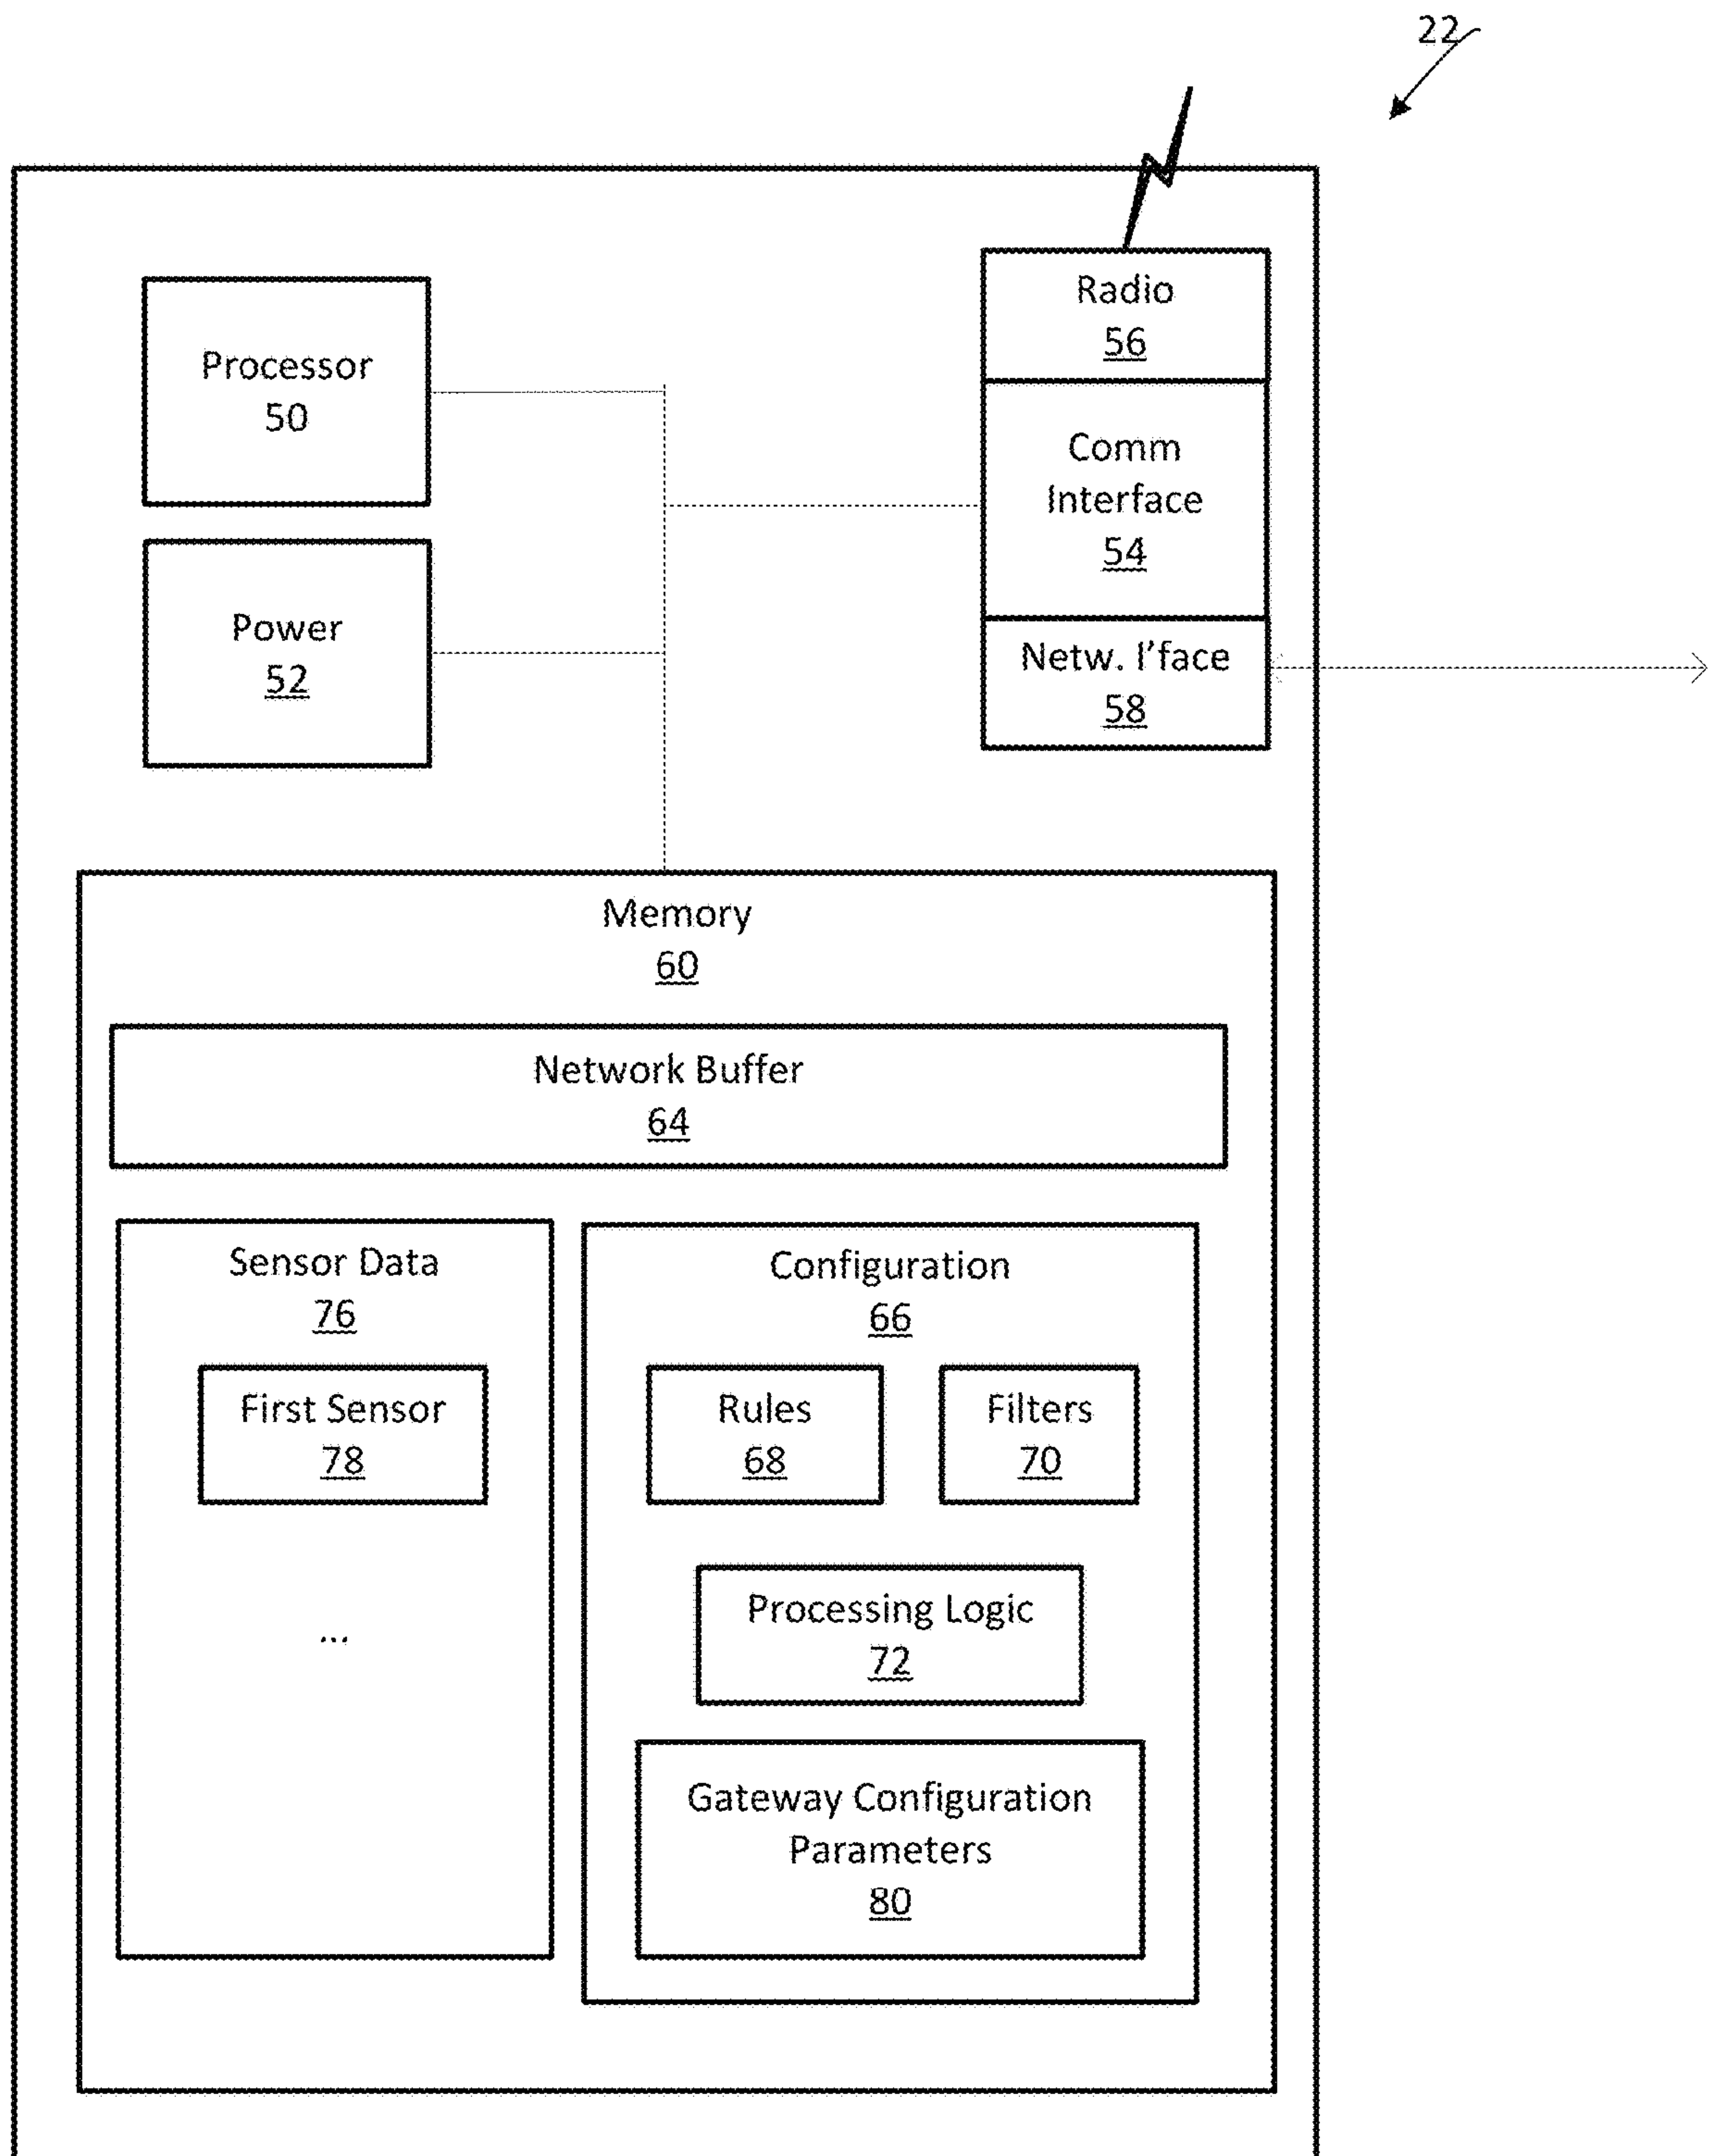 22
Radio
56
Processor
50
Comm
Interface
54
Power
52
Netw. I'face
58
Memory
60
Network Buffer
64
Sensor Data
76
First Sensor
78
...
Configuration
66
Rules
68
Filters
70
Processing Logic
72
Gateway Configuration
Parameters
80